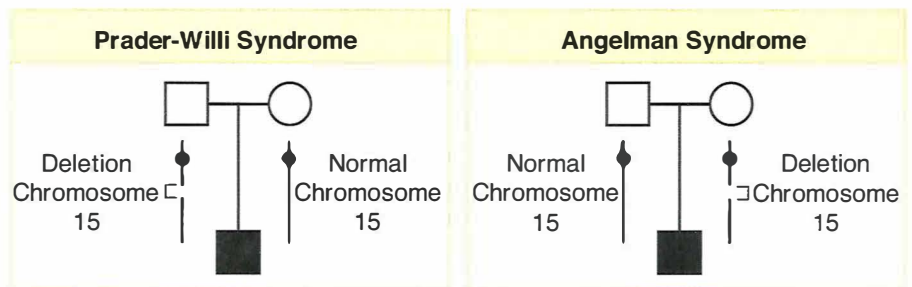 Prader-Willi Syndrome
Deletion
Chromosome
15
Normal
Chromosome
15
Angelman Syndrome
Normal
Chromosome
15
Deletion
Chromosome
15